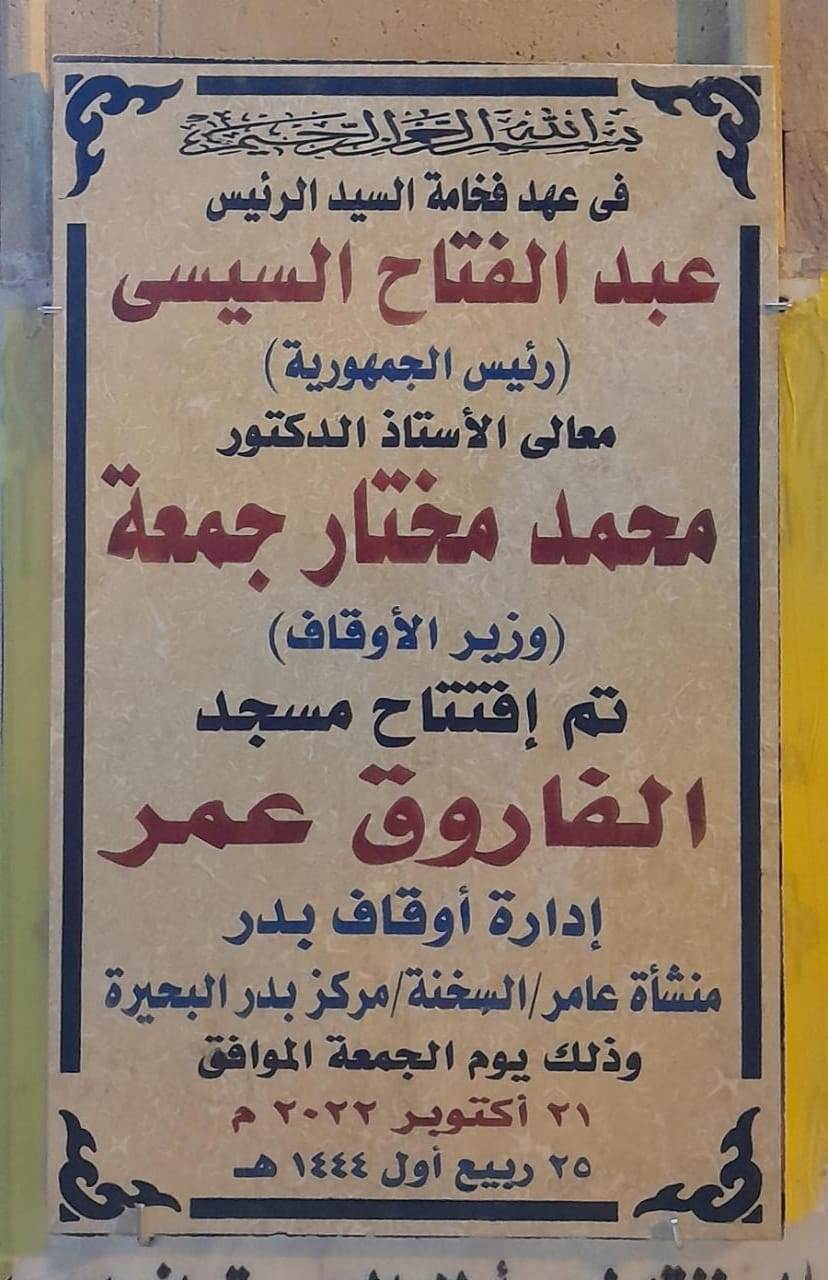 بسم الله الرحمن الرحيم
فى عهد فخامة السيد الرئيس
عبد الفتاح السيسى
(رئيس الجمهورية)
معالى الأستاذ الدكتور
محمد مختار جمعة
(وزير الأوقاف)
تم إفتتاح مسجد
الفاروق عمر
إدارة أوقاف بدر
منشأة عامر/السخنة/مركز بدر البحيرة
وذلك يوم الجمعة الموافق
٢١ أكتوبر ٢٠٢٢ م
٢٥ ربيع أول ١٤٤٤ هـ